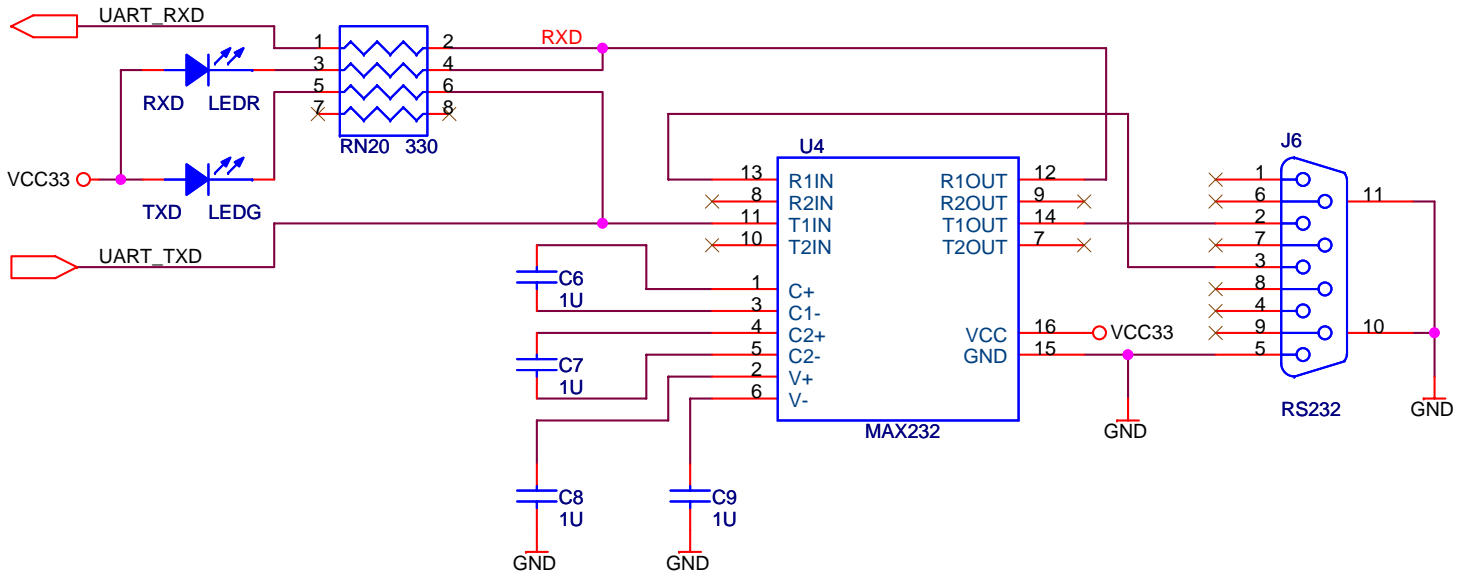 UART_RXD
1
2
RXD
3
4
RXD LEDR
5
6
7
8
RN20 330
VCC33
TXD LEDG
UART_TXD
U4
13 R1IN R1OUT 12
8 R2IN R2OUT 9
11 T1IN T1OUT 14
10 T2IN T2OUT 7
1 C+
3 C1-
4 C2+ VCC 16 VCC33
5 C2- GND 15
2 V+
6 V-
MAX232
C6
1U
C7
1U
C8
1U
GND
C9
1U
GND
GND
J6
1
6
11
2
7
3
8
4
9
10
5
RS232
GND